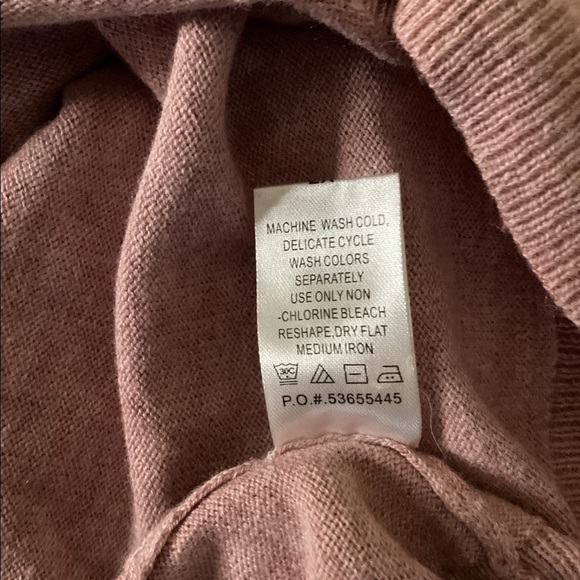 MACHINE WASH COLD,
DELICATE CYCLE
WASH COLORS
SEPARATELY
USE ONLY NON
-CHLORINE BLEACH
RESHAPE,DRY FLAT
MEDIUM IRON
30C
P.O.#.53655445